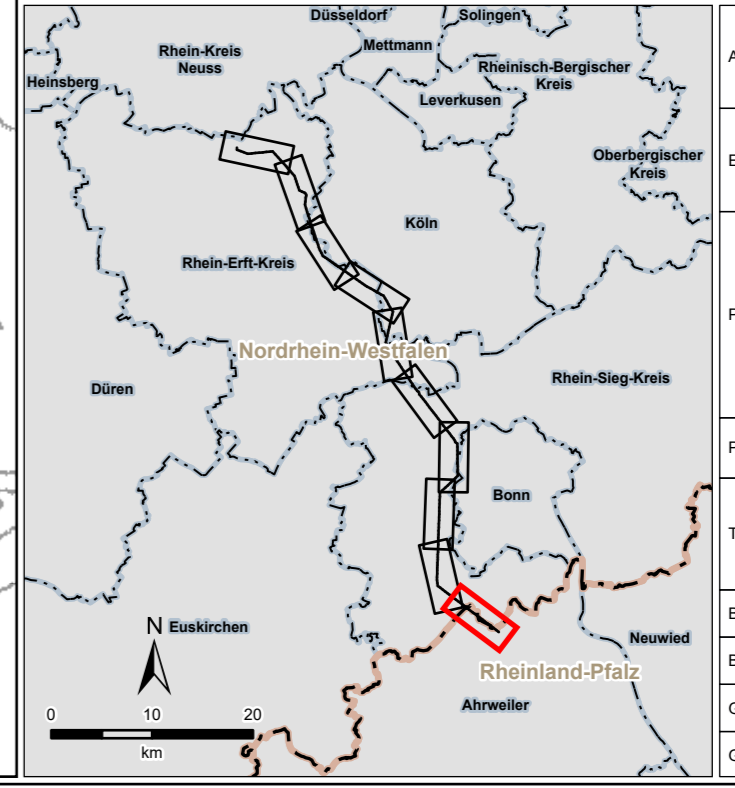 Düsseldorf
Solingen
Mettmann
Rhein-Kreis
Neuss
Rheinisch-Bergischer
Kreis
Heinsberg
Leverkusen
Oberbergischer
Kreis
Köln
Rhein-Erft-Kreis
Nordrhein-Westfalen
Rhein-Sieg-Kreis
Düren
Bonn
N
Euskirchen
Neuwied
Rheinland-Pfalz
Ahrweiler
0 10 20
km